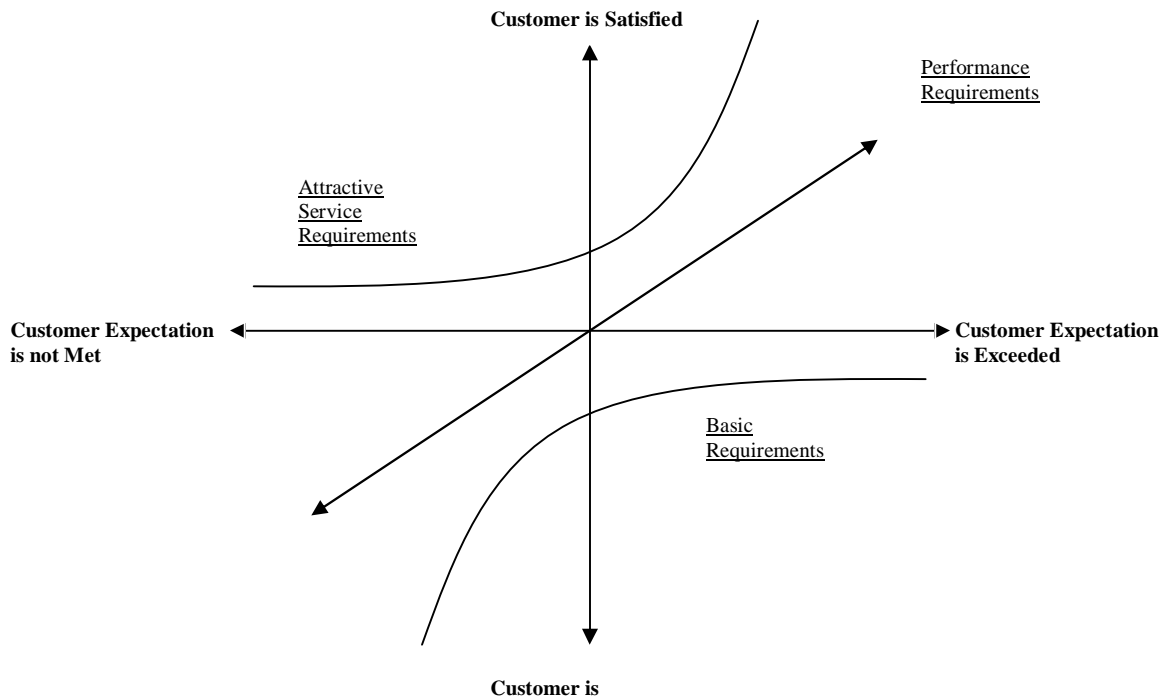 Customer is Satisfied
Performance
Requirements
Attractive
Service
Requirements
Customer Expectation
is not Met
Customer Expectation
is Exceeded
Basic
Requirements
Customer is